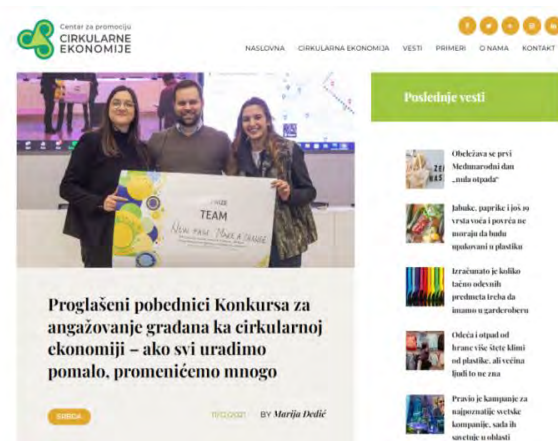 Centar za promociju
CIRKULARNE
EKONOMIJE
NASLOVNA CIRKULARNA EKONOMIJA VESTI PRIMERI O NAMA KONTAKT
TEAM
Proglašeni pobednici Konkursa za
angažovanje građana ka cirkularnoj
ekonomiji – ako svi uradimo
pomalo, promenićemo mnogo
BY Marija Dedić
Poslednje vesti
Obeležava se prvi
Međunarodni dan
„nula otpada“
Jabuke, paprike i još 19
vrsta voća i povrća ne
moraju da budu
upakovani u plastiku
Izračunato je koliko
tačno odevnih
predmeta treba da
imamo u garderoberu
Odeća i otpad od
hrane više štete klimi
od plastike, ali većina
ljudi to ne zna
Pravio je kampanje za
najpoznatije svetske
kompanije, sada ih
savetuje u oblasti